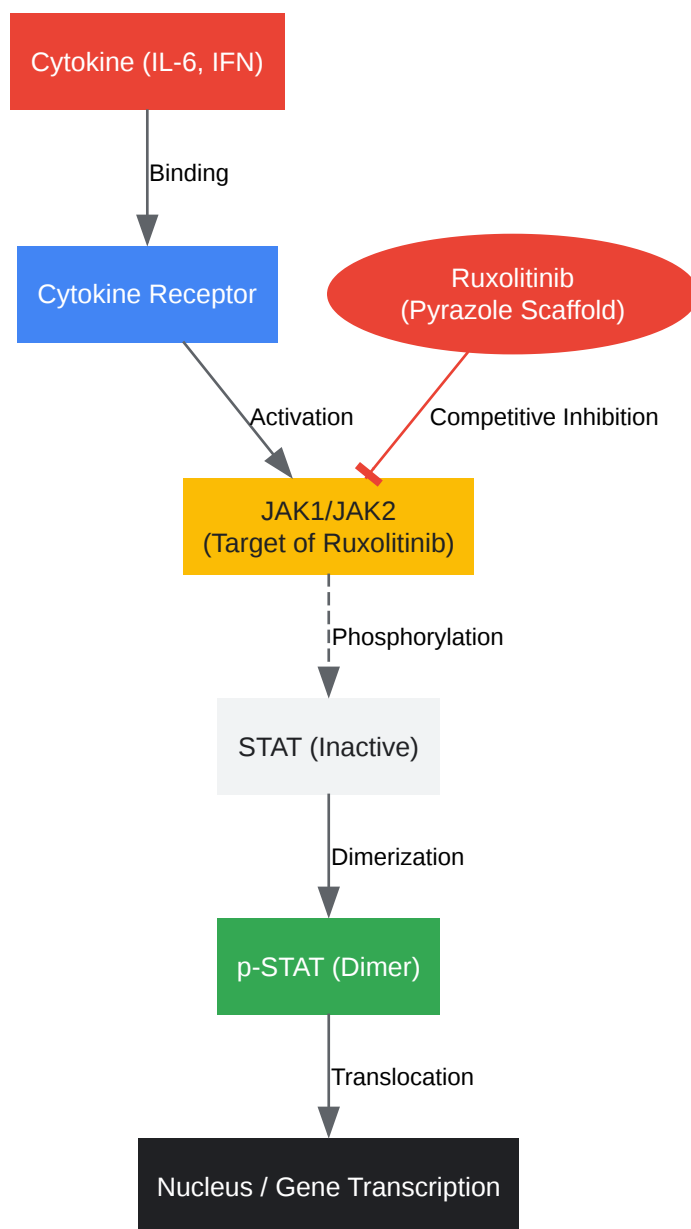 Cytokine (IL-6, IFN)
Binding
Cytokine Receptor
Ruxolitinib
(Pyrazole Scaffold)
Activation
Competitive Inhibition
JAK1/JAK2
(Target of Ruxolitinib)
Phosphorylation
STAT (Inactive)
Dimerization
p-STAT (Dimer)
Translocation
Nucleus / Gene Transcription